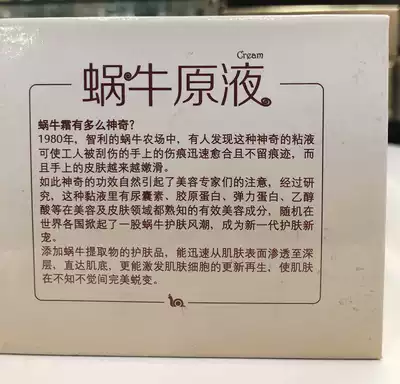 Cream
蜗牛原液
蜗牛霜有多么神奇?
1980年，智利的蜗牛农场中，有人发现这种神奇的粘液
可使工人被刮伤的手上的伤痕迅速愈合且不留痕迹，而
且手上的皮肤越来越嫩滑。
如此神奇的功效自然引起了美容专家们的注意，经过研
究，这种黏液里有尿囊素、胶原蛋白、弹力蛋白、乙醇
酸等在美容及皮肤领域都熟知的有效美容成分，随机在
世界各国掀起了一股蜗牛护肤风潮，成为新一代护肤新
宠。
添加蜗牛提取物的护肤品，能迅速从肌肤表面渗透至深
层，直达肌底，更能激发肌肤细胞的更新再生，使肌肤
在不知不觉间完美蜕变。